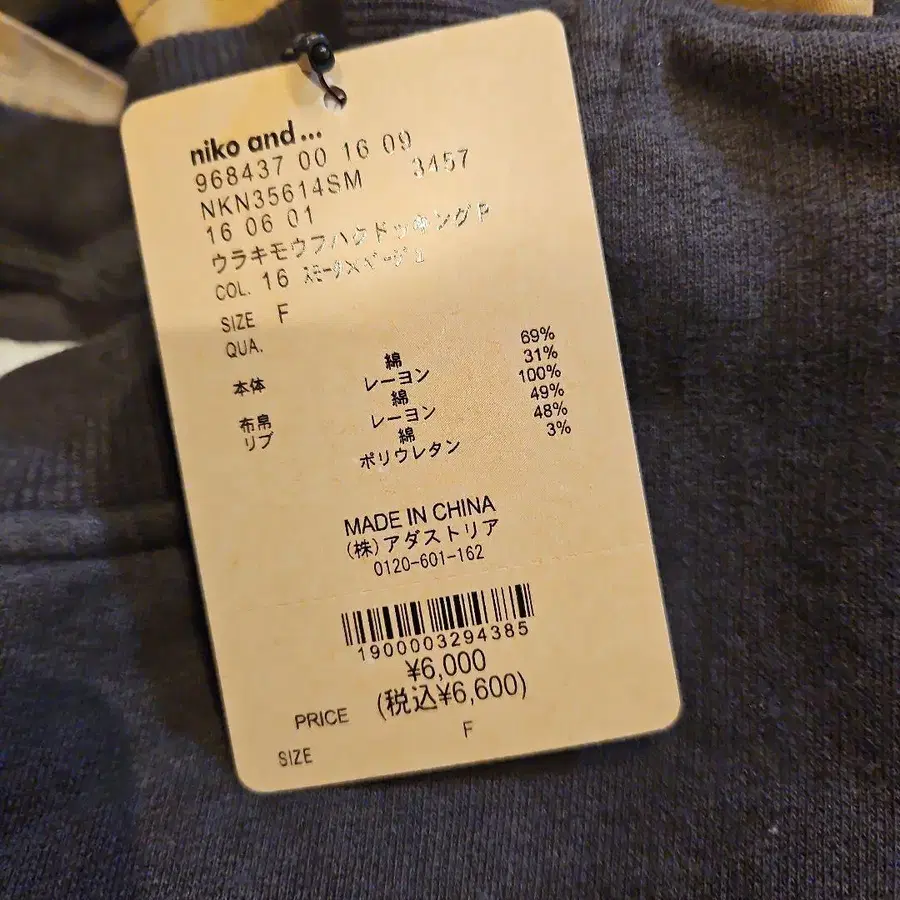 niko and...
968437 00 16 09
NKN35614SM 3457
16 06 01
ウラキモウフハクドッキングP
COL. 16
SIZE F
QUA.
本体 綿 69%
レーヨン 31%
布帛 綿 100%
リブ レーヨン 49%
綿 48%
ポリウレタン 3%
MADE IN CHINA
(株)アダストリア
0120-601-162
1900003294385
¥6,000
PRICE (税込¥6,600)
SIZE F